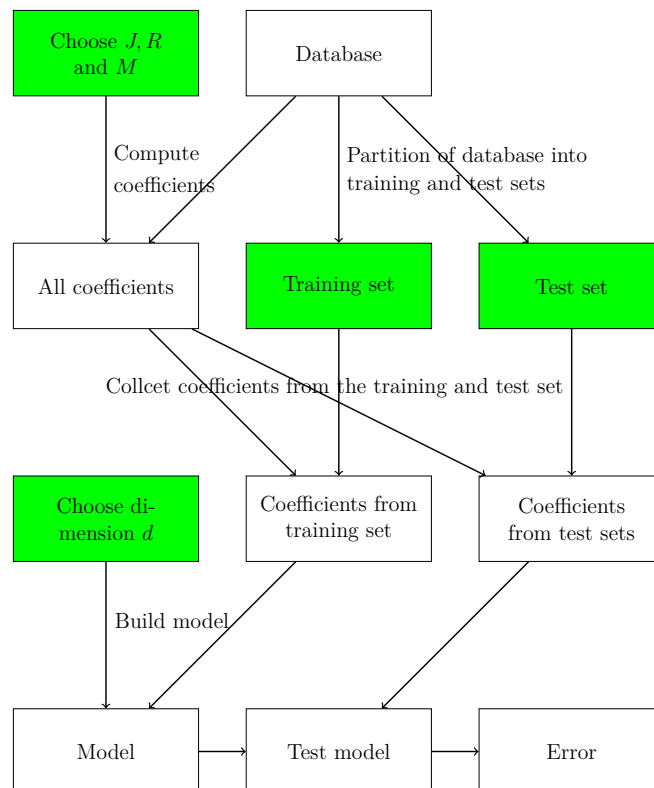 Choose J, R
and M
Database
Compute
coefficients
Partition of database into
training and test sets
All coefficients
Training set
Test set
Collcet coefficients from the training and test set
Choose di-
mension d
Coefficients from
training set
Coefficients
from test sets
Build model
Model
Test model
Error